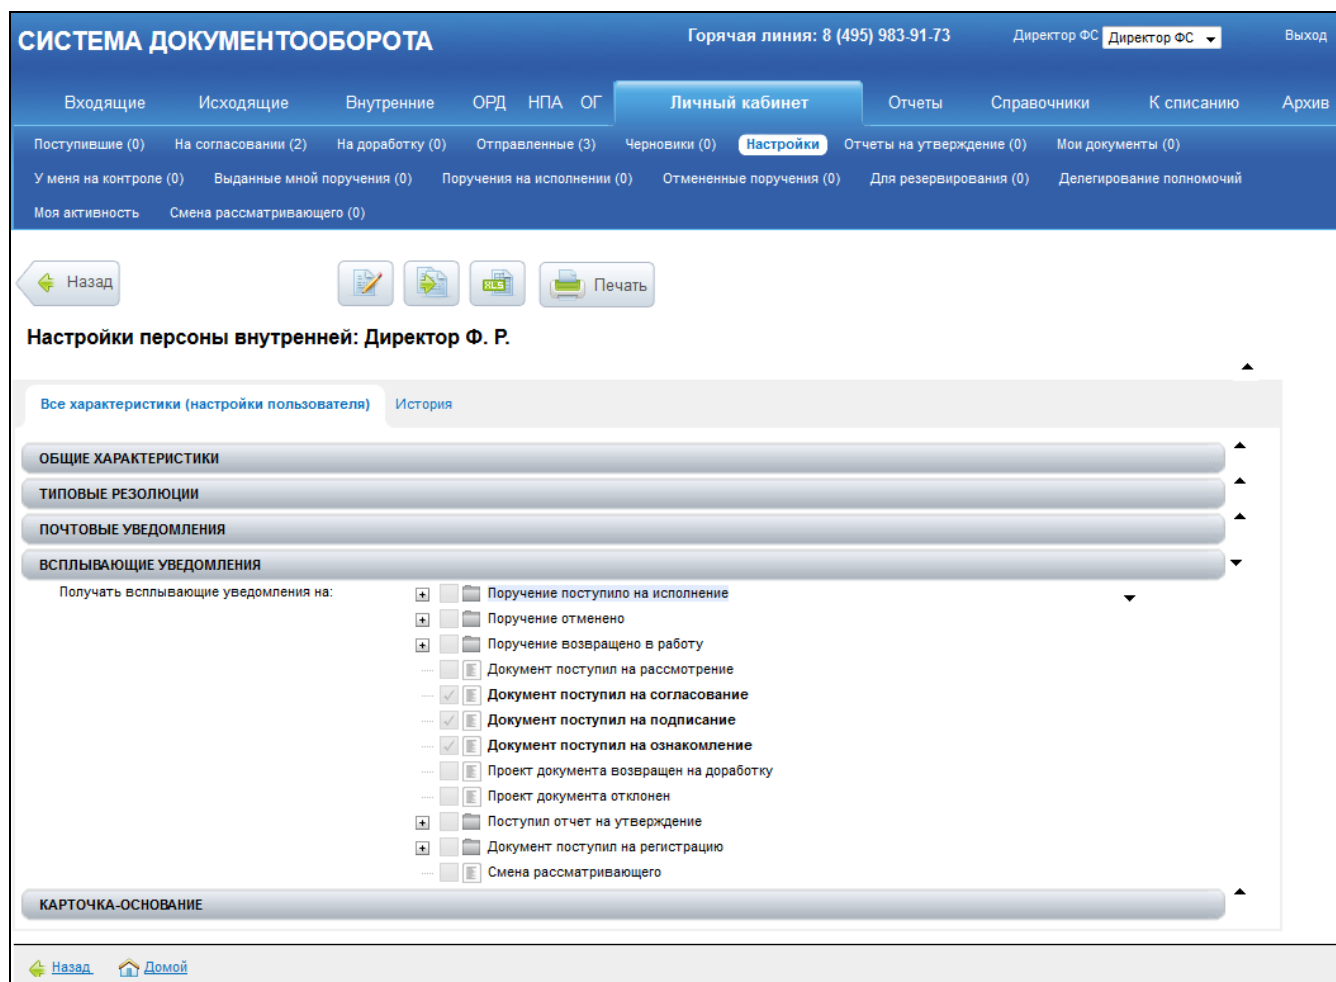 СИСТЕМА ДОКУМЕНТООБОРОТА Горячая линия: 8 (495) 983-91-73 Директор ФС Директор ФС Выход
Входящие Исходящие Внутренние ОРД НПА ОГ Личный кабинет Отчеты Справочники К списанию Архив
Поступившие (0) На согласовании (2) На доработку (0) Отправленные (3) Черновики (0) Настройки Отчеты на утверждение (0) Мои документы (0)
У меня на контроле (0) Выданные мной поручения (0) Поручения на исполнении (0) Отмененные поручения (0) Для резервирования (0) Делегирование полномочий
Моя активность Смена рассматривающего (0)
Назад XLS Печать
Настройки персоны внутренней: Директор Ф. Р.
Все характеристики (настройки пользователя) История
ОБЩИЕ ХАРАКТЕРИСТИКИ
ТИПОВЫЕ РЕЗОЛЮЦИИ
ПОЧТОВЫЕ УВЕДОМЛЕНИЯ
ВСПЛЫВАЮЩИЕ УВЕДОМЛЕНИЯ
Получать всплывающие уведомления на: Поручение поступило на исполнение
Поручение отменено
Поручение возвращено в работу
Документ поступил на рассмотрение
Документ поступил на согласование
Документ поступил на подписание
Документ поступил на ознакомление
Проект документа возвращен на доработку
Проект документа отклонен
Поступил отчет на утверждение
Документ поступил на регистрацию
Смена рассматривающего
КАРТОЧКА-ОСНОВАНИЕ
Назад Домой